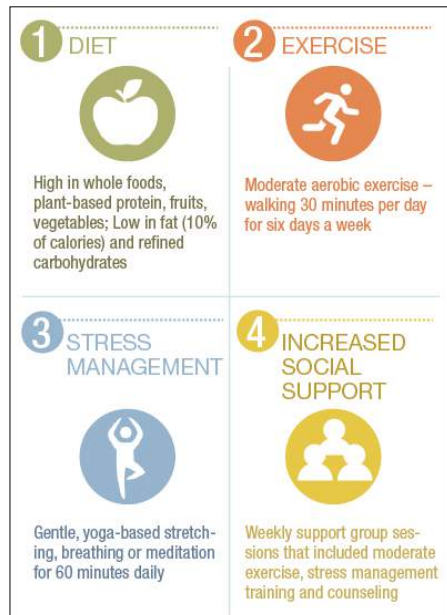 1 DIET
High in whole foods,
plant-based protein, fruits,
vegetables; Low in fat (10%
of calories) and refined
carbohydrates
2 EXERCISE
Moderate aerobic exercise –
walking 30 minutes per day
for six days a week
3 STRESS
MANAGEMENT
Gentle, yoga-based stretch-
ing, breathing or meditation
for 60 minutes daily
4 INCREASED
SOCIAL
SUPPORT
Weekly support group ses-
sions that included moderate
exercise, stress management
training and counseling